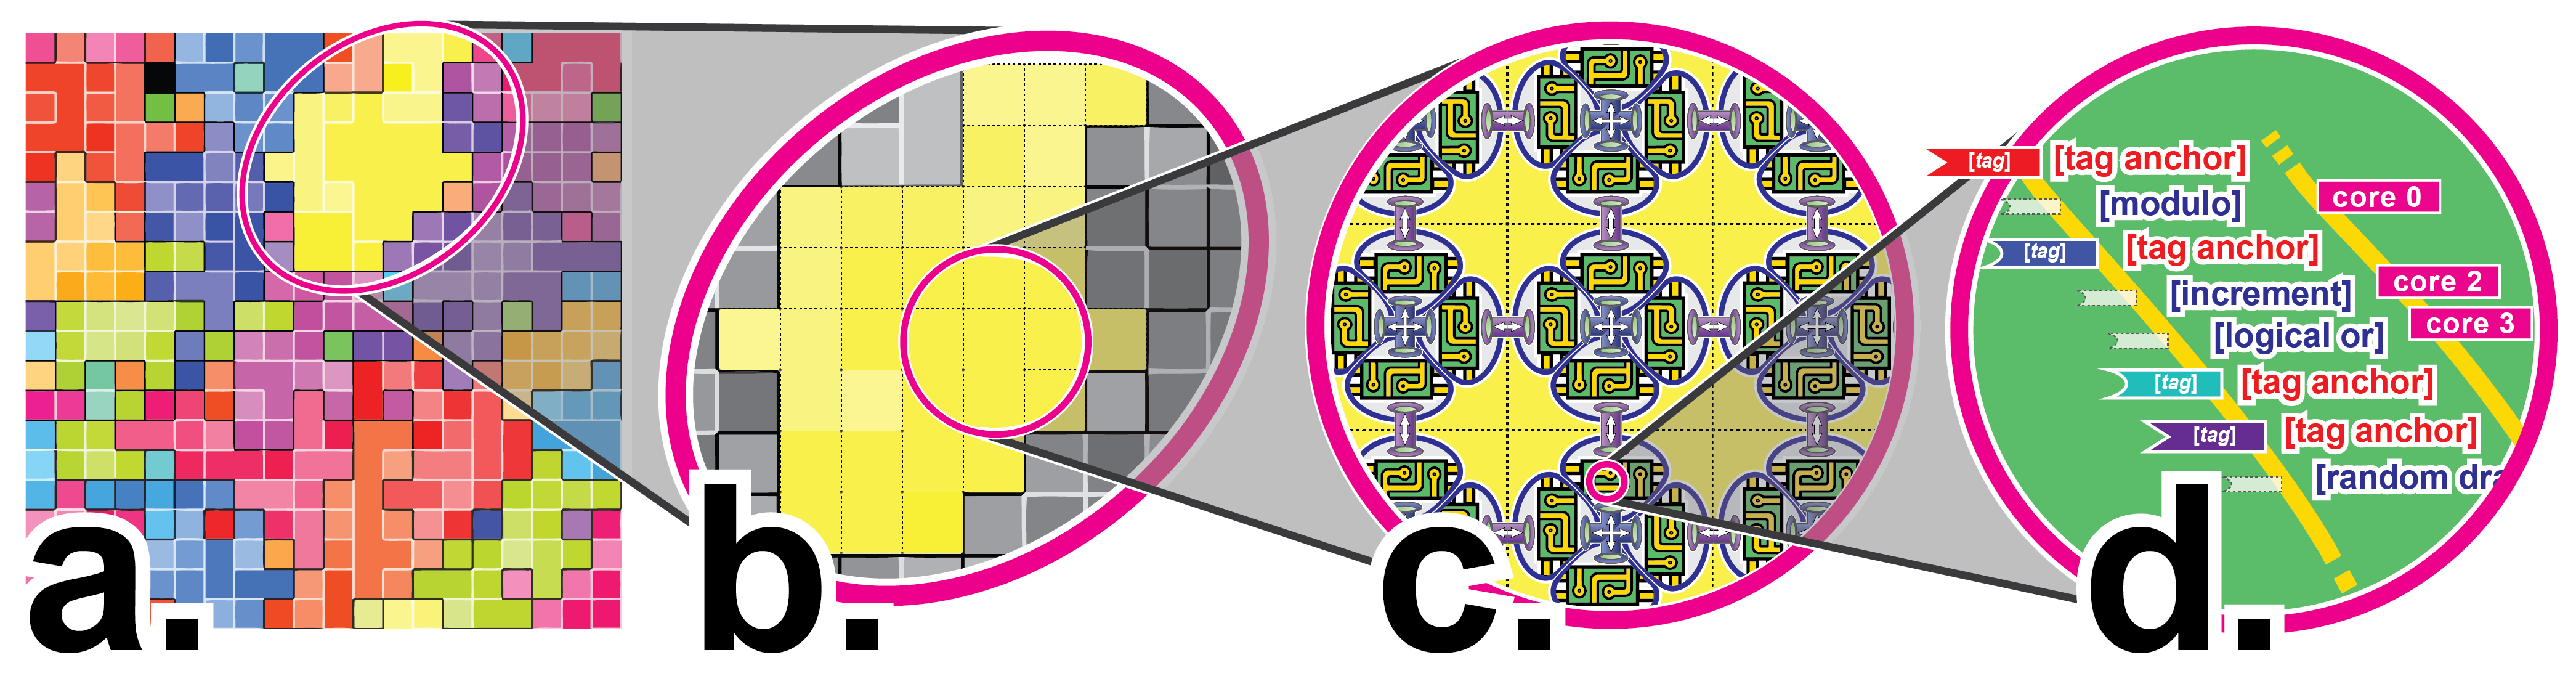 a.
b.
c.
d.
[tag] [tag anchor]
[modulo]
core 0
[tag] [tag anchor]
core 2
[increment]
core 3
[logical or]
[tag] [tag anchor]
[tag] [tag anchor]
[random dra